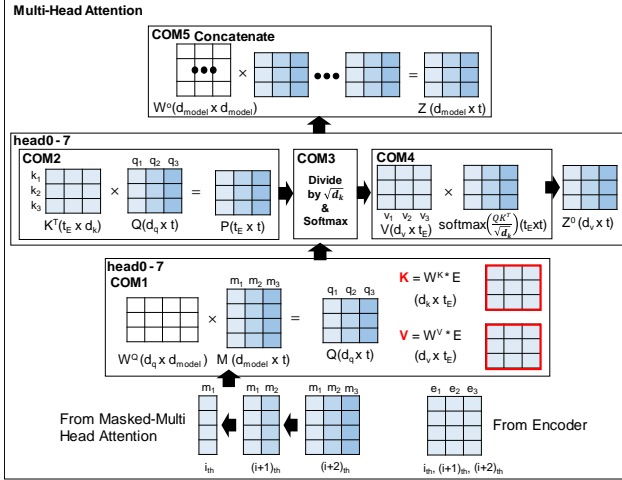 Multi-Head Attention
COM5 Concatenate
× ••• =
W^o(d_model x d_model) Z (d_model x t)
head0 - 7
COM2 COM3 COM4
q₁ q₂ q₃
k₁
k₂
k₃
× = Divide by √d_k & Softmax ×
v₁ v₂ v₃
K^T(t_E x d_k) Q(d_q x t) P(t_E x t) V(d_v x t_E) softmax(QK^T/√d_k)(t_E xt) Z⁰ (d_v x t)
head0 - 7
COM1
m₁ m₂ m₃ q₁ q₂ q₃
× =
W^Q(d_q x d_model) M (d_model x t) Q(d_q x t)
K = W^K * E
(d_k x t_E)
V = W^V * E
(d_v x t_E)
m₁ m₁ m₂ m₁ m₂ m₃ e₁ e₂ e₃
From Masked-Multi
Head Attention
From Encoder
i_th (i+1)_th (i+2)_th i_th, (i+1)_th, (i+2)_th